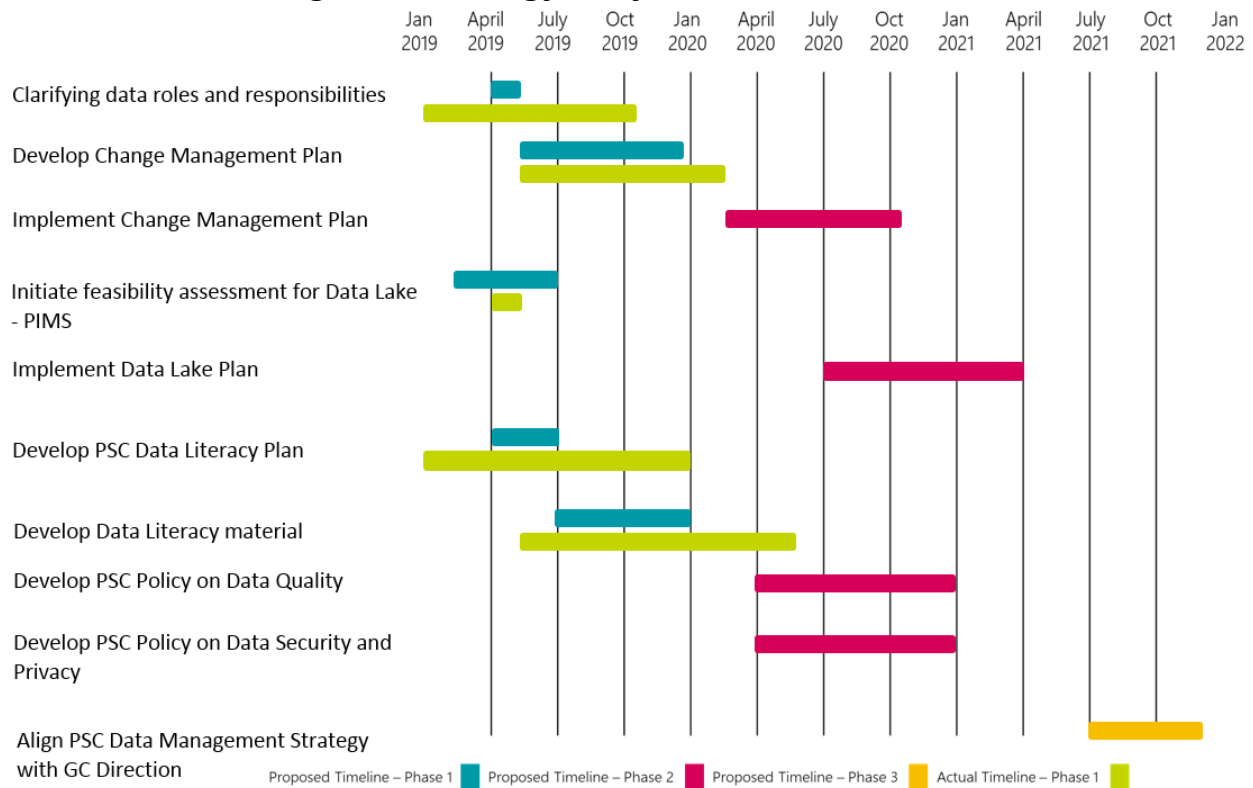 Jan April July Oct Jan April July Oct Jan April July Oct Jan
2019 2019 2019 2019 2020 2020 2020 2020 2021 2021 2021 2021 2022
Clarifying data roles and responsibilities
Develop Change Management Plan
Implement Change Management Plan
Initiate feasibility assessment for Data Lake
- PIMS
Implement Data Lake Plan
Develop PSC Data Literacy Plan
Develop Data Literacy material
Develop PSC Policy on Data Quality
Develop PSC Policy on Data Security and
Privacy
Align PSC Data Management Strategy
with GC Direction
Proposed Timeline – Phase 1 Proposed Timeline – Phase 2 Proposed Timeline – Phase 3 Actual Timeline – Phase 1